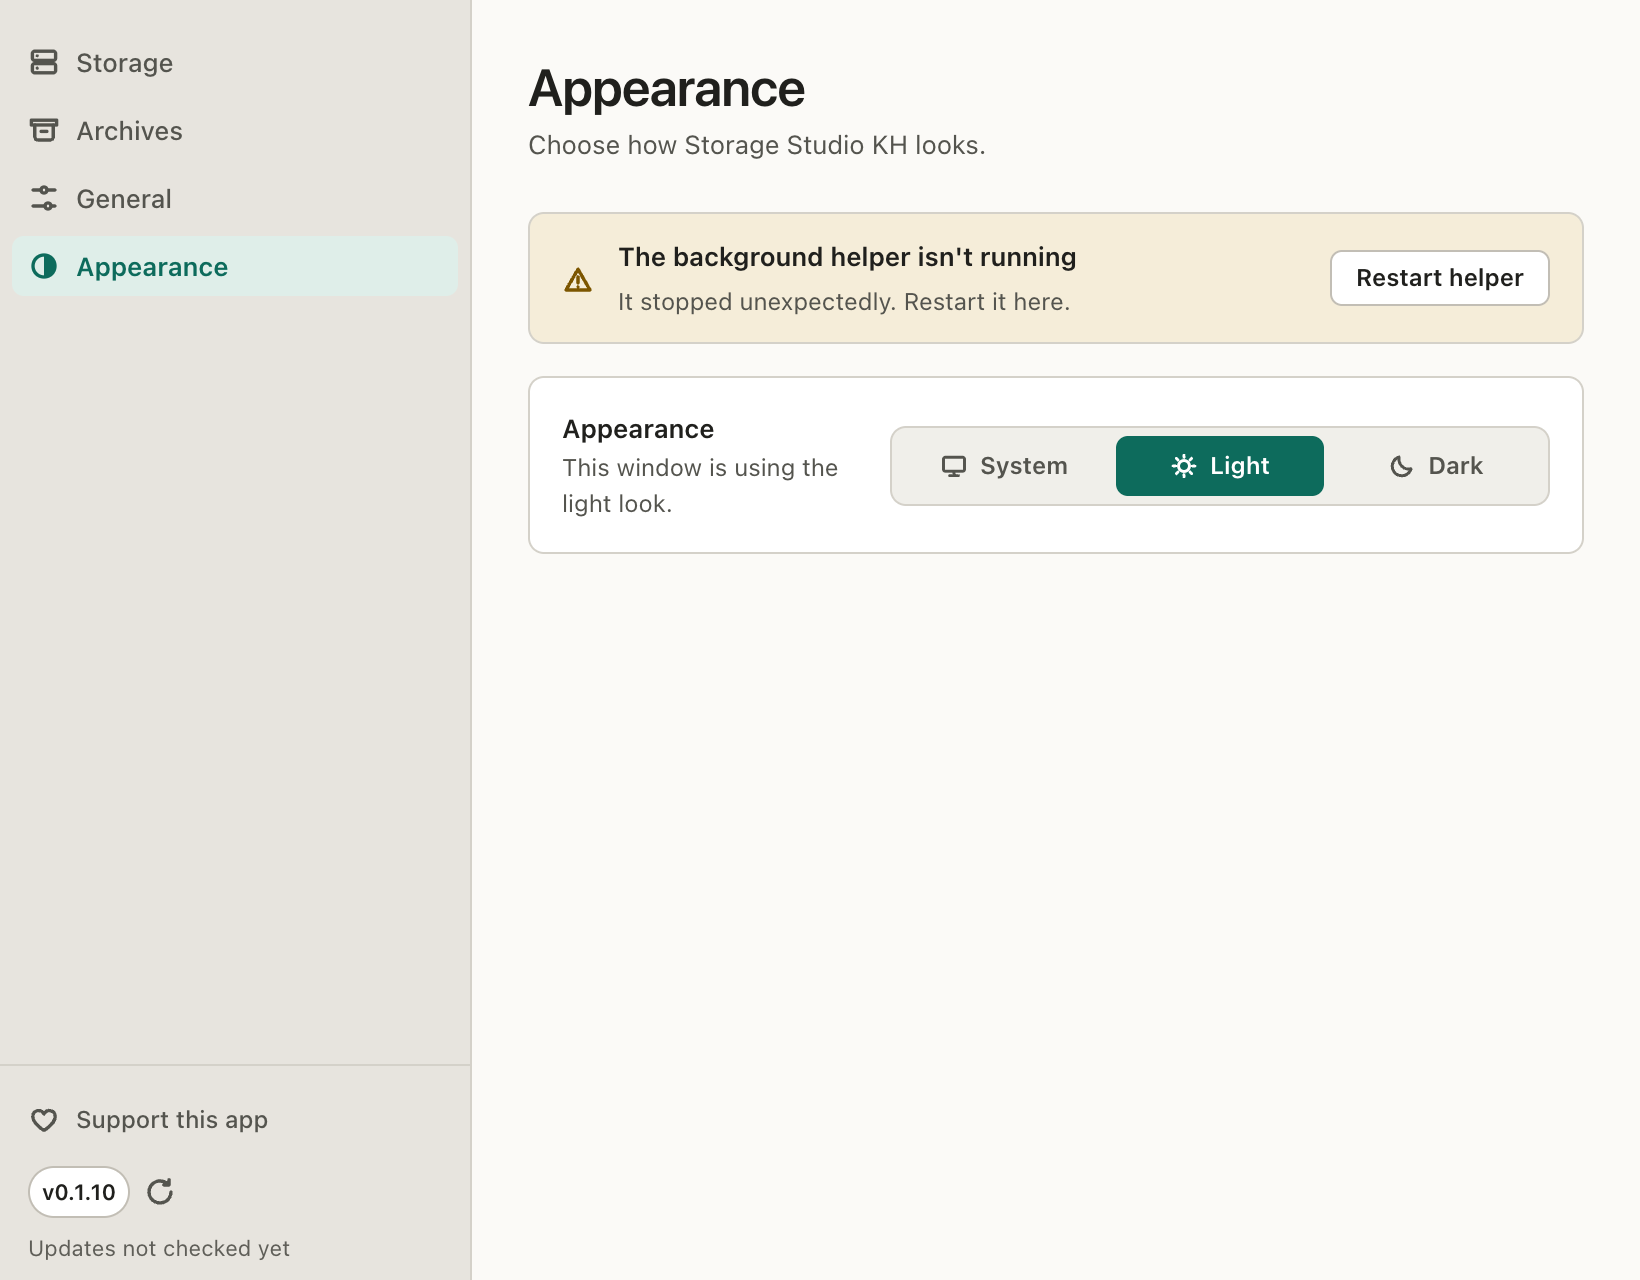 Storage
Archives
General
Appearance
Support this app
v0.1.10
Updates not checked yet
Appearance
Choose how Storage Studio KH looks.
The background helper isn't running
It stopped unexpectedly. Restart it here.
Restart helper
Appearance
This window is using the
light look.
System
Light
Dark